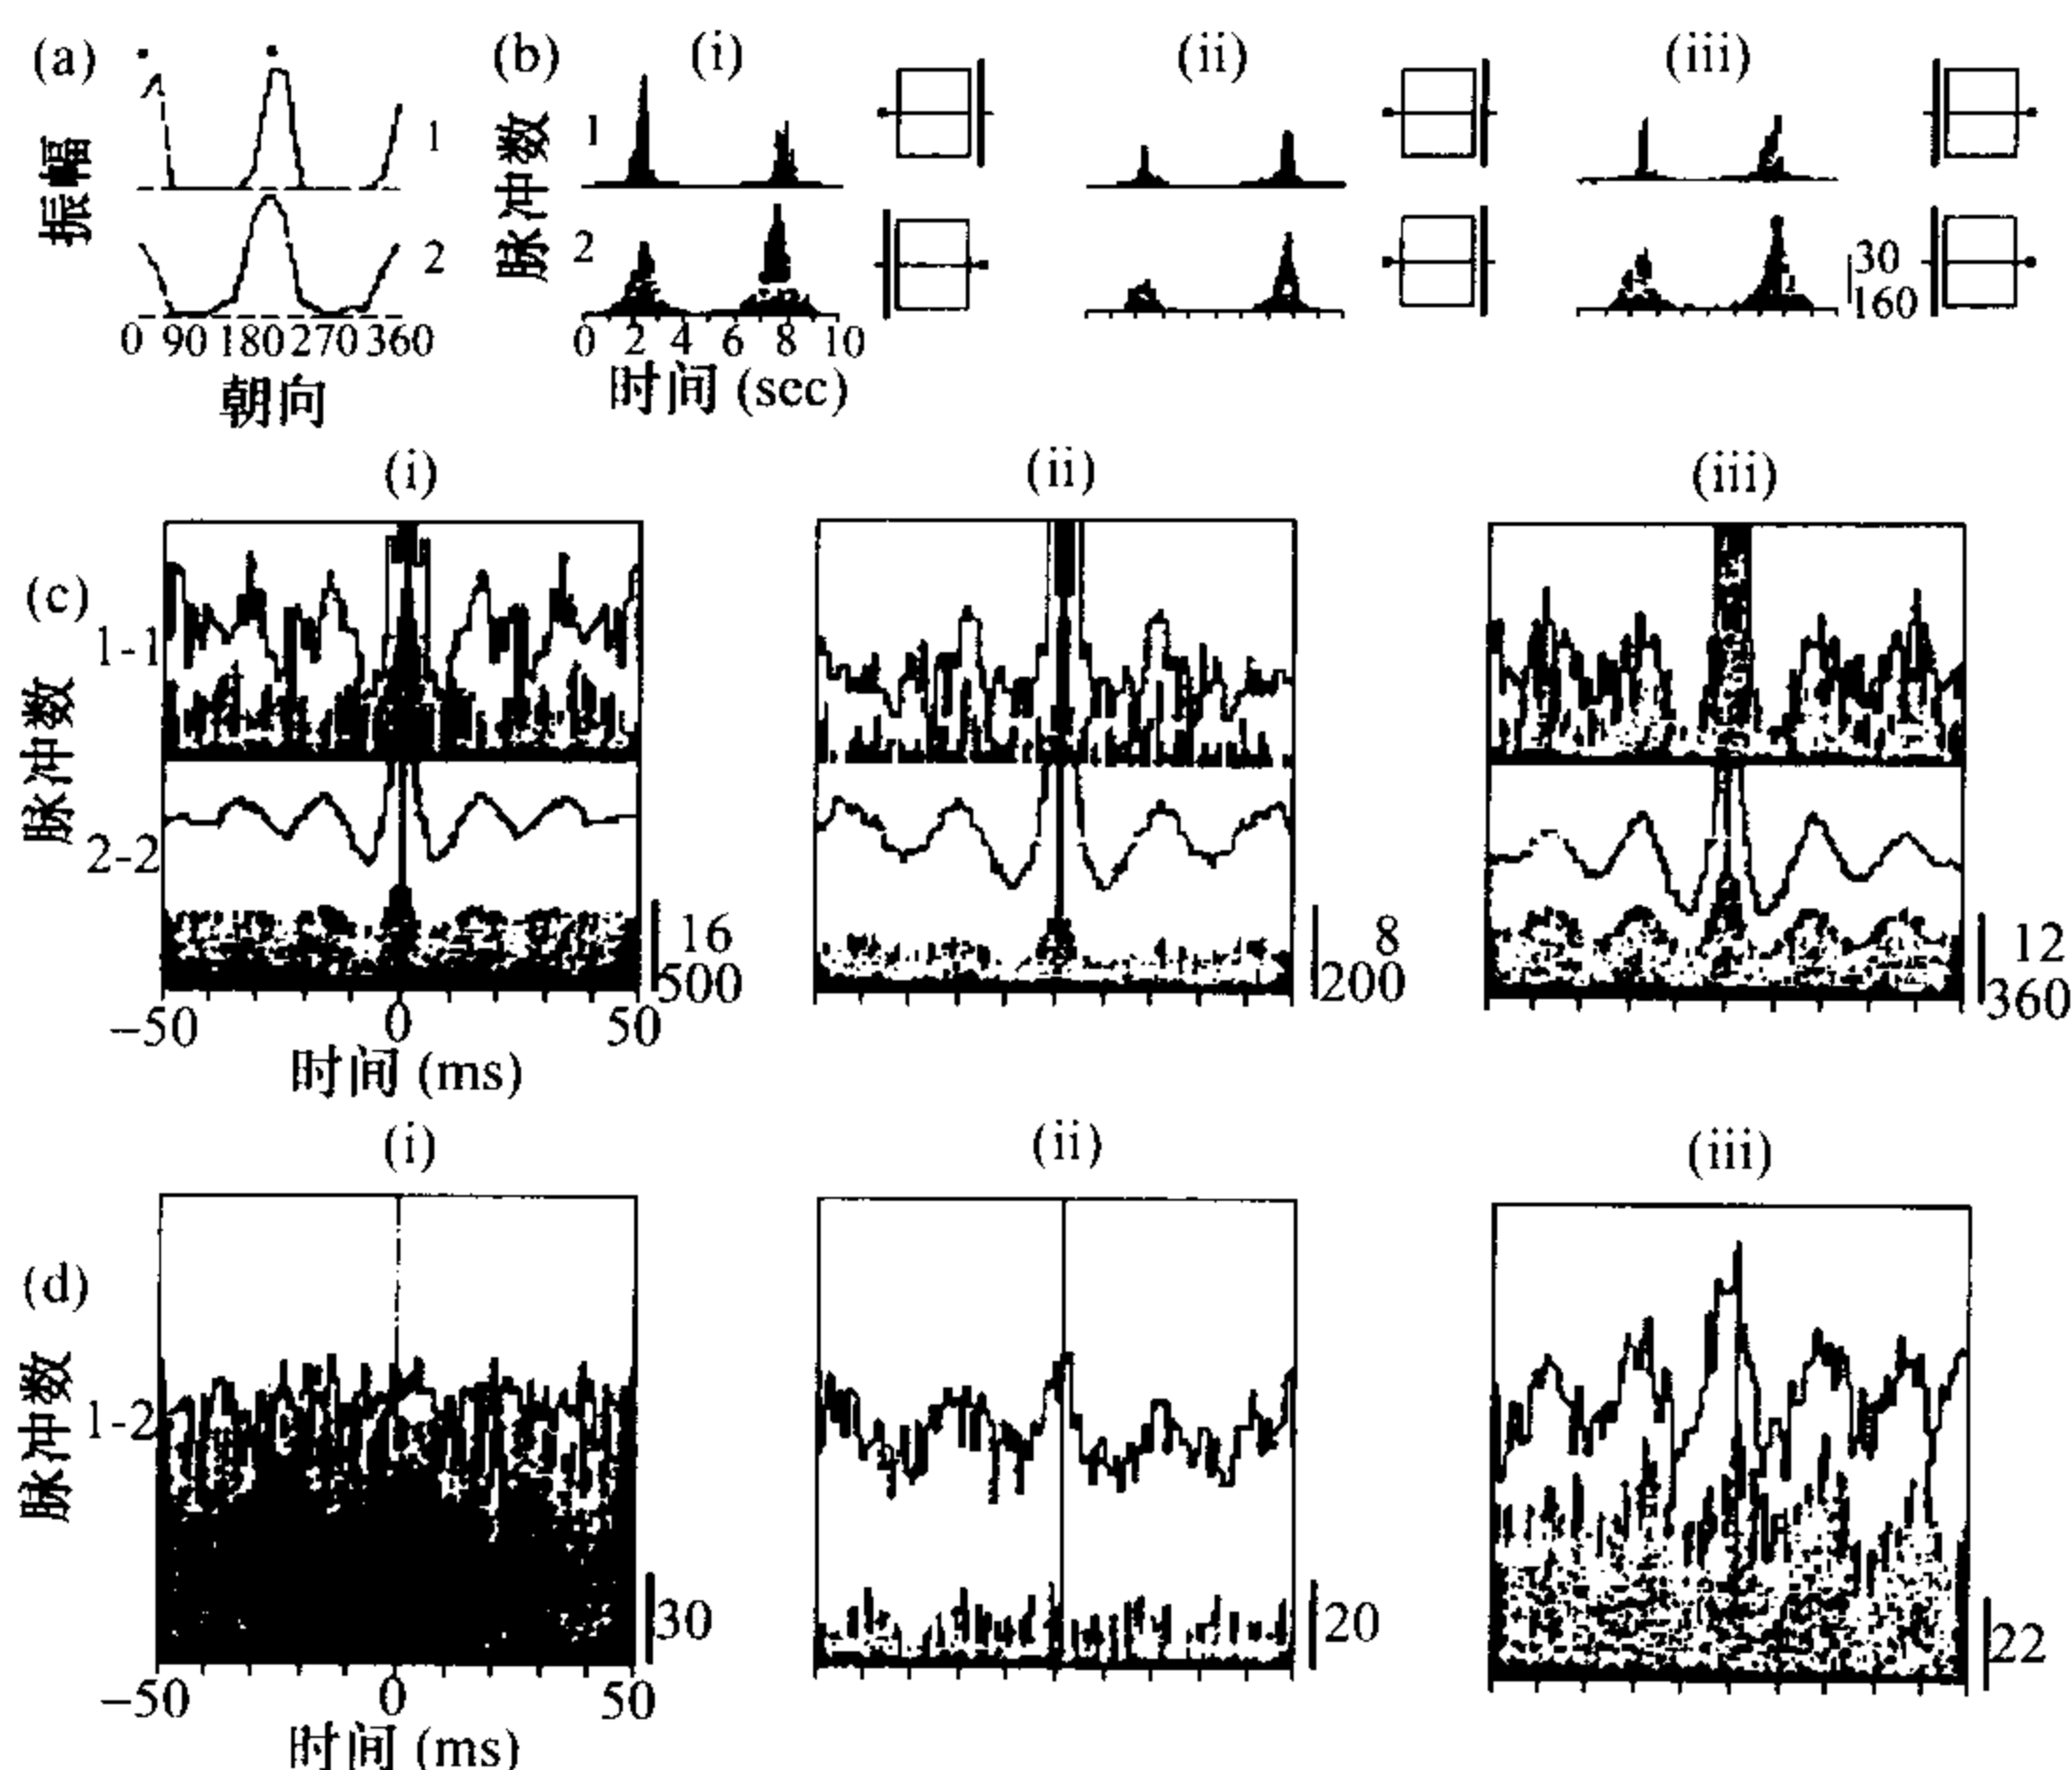 (a)
振幅
1
2
0 90 180 270 360
朝向
(b) (i) (ii) (iii)
脉冲数
1
2
0 2 4 6 8 10
时间 (sec)
30
160
(i) (ii) (iii)
(c)
脉冲数
1-1
2-2
16
500
8
200
12
360
-50 0 50
时间 (ms)
(i) (ii) (iii)
(d)
脉冲数
1-2
30
20
22
-50 0 50
时间 (ms)